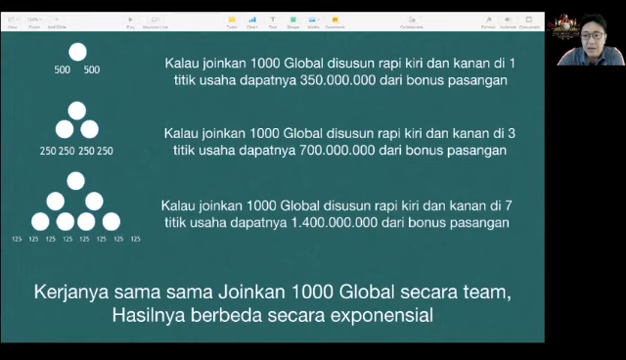 500 500
Kalau joinkan 1000 Global disusun rapi kiri dan kanan di 1
titik usaha dapatnya 350.000.000 dari bonus pasangan
250 250 250 250
Kalau joinkan 1000 Global disusun rapi kiri dan kanan di 3
titik usaha dapatnya 700.000.000 dari bonus pasangan
125 125 125 125 125 125 125 125
Kalau joinkan 1000 Global disusun rapi kiri dan kanan di 7
titik usaha dapatnya 1.400.000.000 dari bonus pasangan
Kerjanya sama sama Joinkan 1000 Global secara team,
Hasilnya berbeda secara exponensial